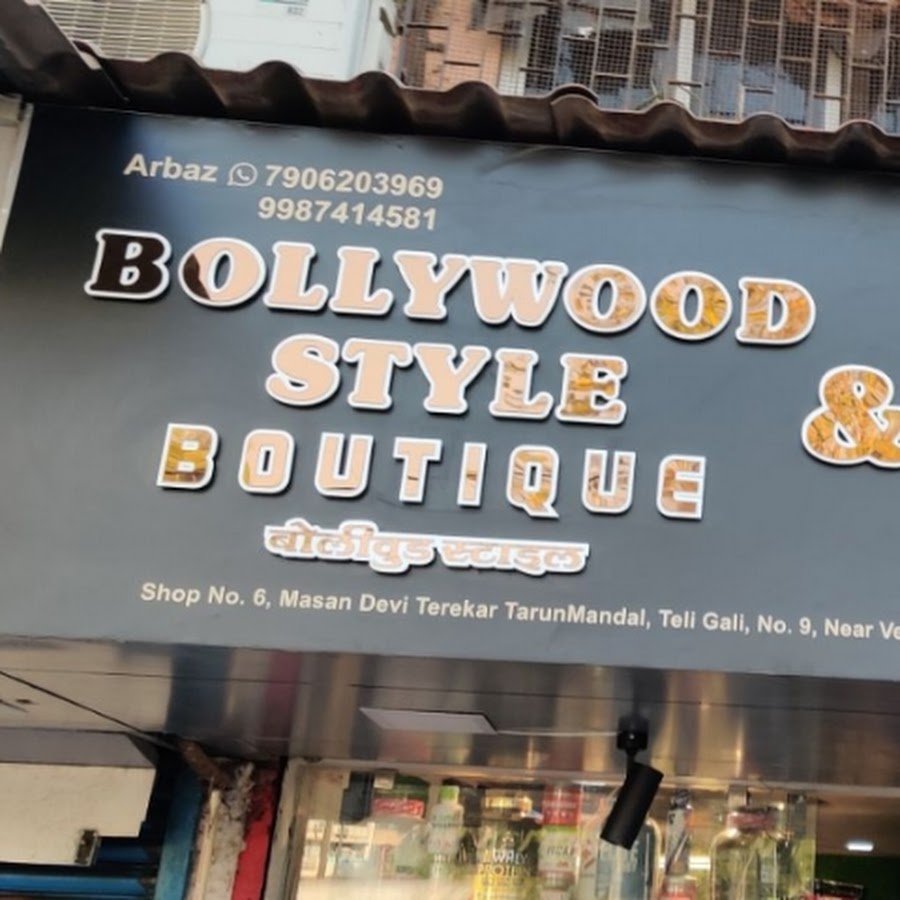 Arbaz 7906203969
9987414581
BOLLYWOOD
STYLE
&
BOUTIQUE
बोलीवुड स्टाइल
Shop No. 6, Masan Devi Terekar TarunMandal, Teli Gali, No. 9, Near